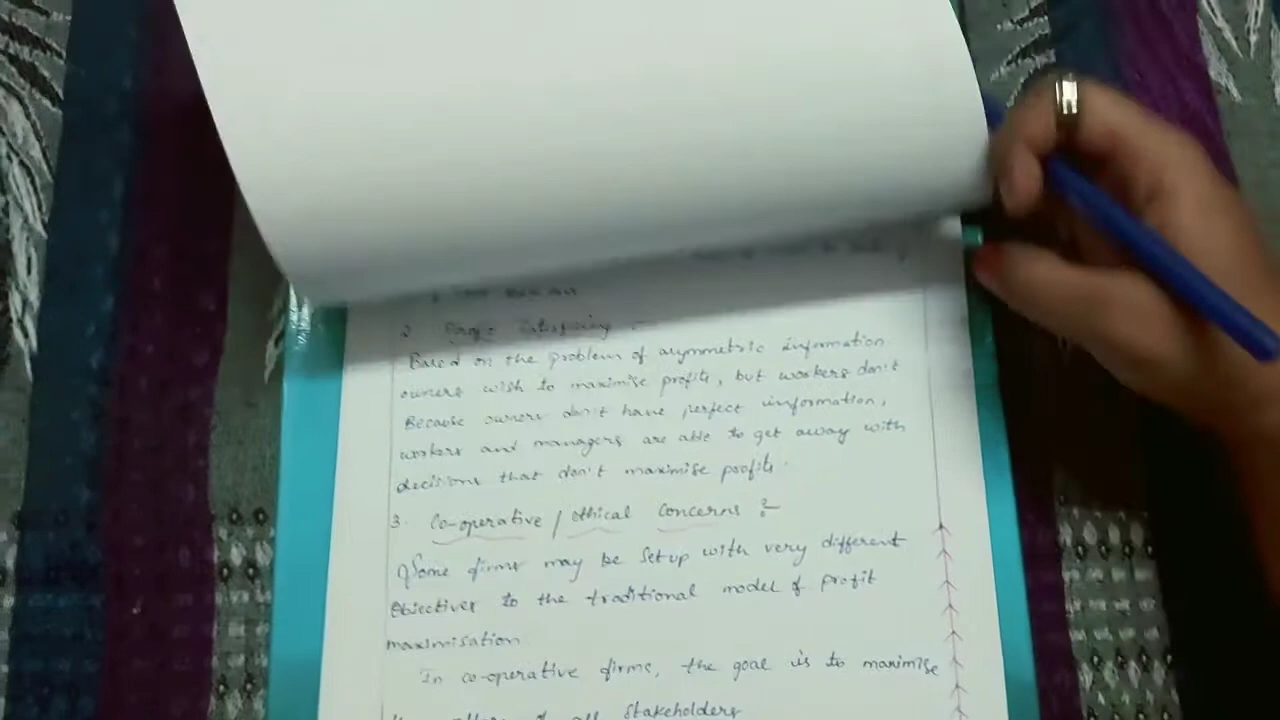 2
Based on the problem of asymmetric information
owners wish to maximise profits, but workers don't
Because owners don't have perfect information,
workers and managers are able to get away with
decisions that don't maximise profits.
3. Co-operative / ethical Concerns :-
Some firms may be set up with very different
Objectives to the traditional model of profit
maximisation.
In co-operative firms, the goal is to maximise
all stakeholders